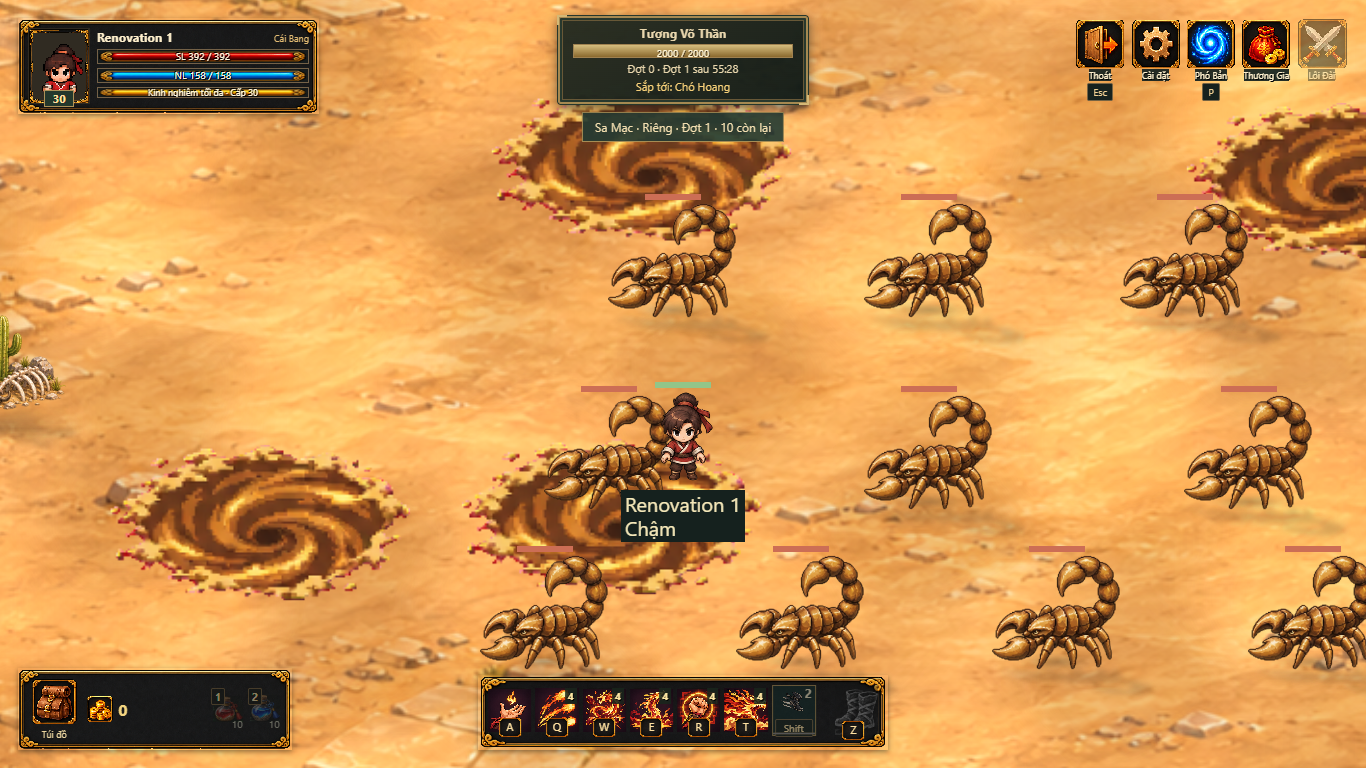 Renovation 1
Cái Bang
SL 392 / 392
NL 158 / 158
Kinh nghiệm tối đa · Cấp 30
30
Tượng Võ Thần
2000 / 2000
Đợt 0 · Đợt 1 sau 55:28
Sắp tới: Chó Hoang
Sa Mạc · Riêng · Đợt 1 · 10 còn lại
Thoát
Cài đặt
Phó Bản
Thương Gia
Lôi Đài
Esc
P
Renovation 1
Chậm
Túi đồ
0
1
10
2
10
A
4
Q
4
W
4
E
4
R
4
T
2
Shift
Z